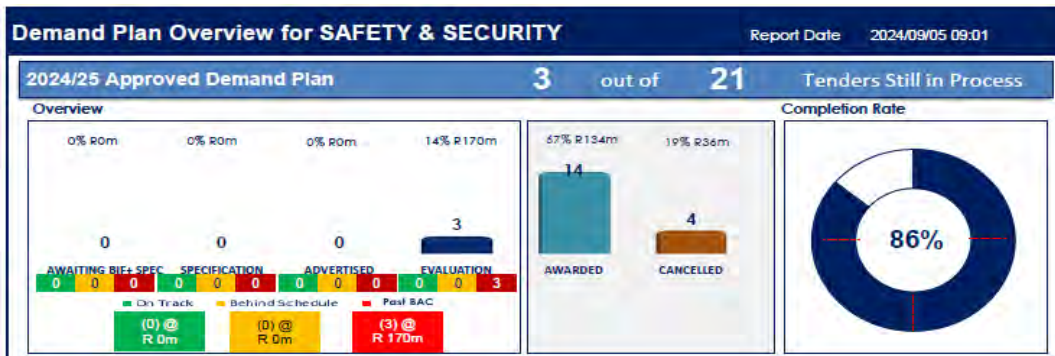 Demand Plan Overview for SAFETY & SECURITY Report Date 2024/09/05 09:01
2024/25 Approved Demand Plan 3 out of 21 Tenders Still in Process
Overview Completion Rate
0% R0m 0% R0m 0% R0m 14% R170m 67% R134m 19% R36m
14
3 4
0 0 0
86%
AWAITING BIF+ SPEC SPECIFICATION ADVERTISED EVALUATION AWARDED CANCELLED
0 0 0 0 0 0 0 0 0 0 0 3
On Track Behind Schedule Past BAC
(0) @ (0) @ (3) @
R 0m R 0m R 170m